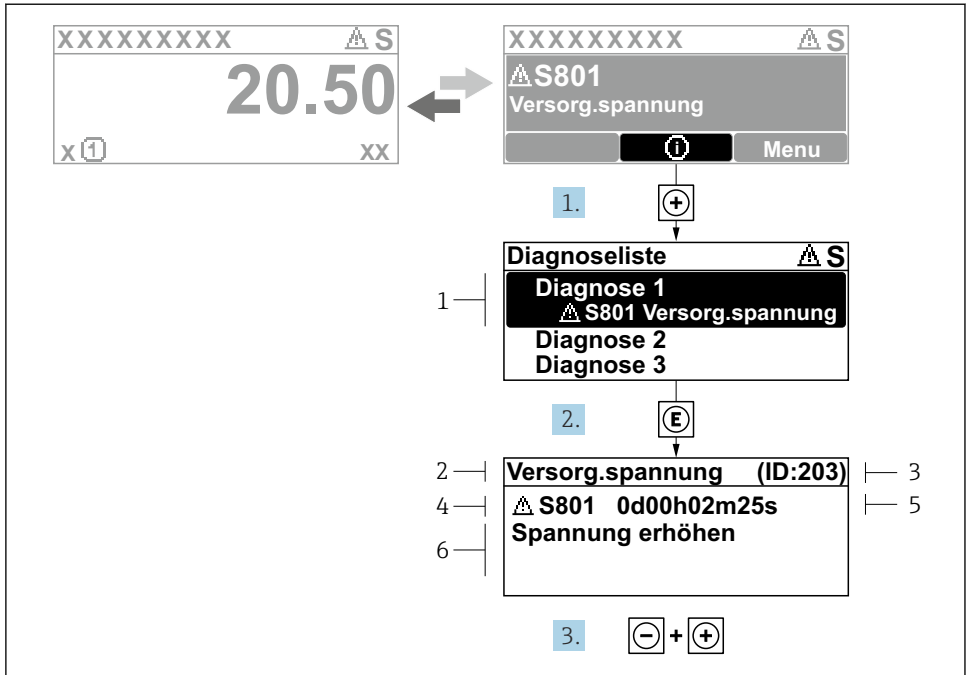 XXXXXXXXX ⚠ S
20.50
X ① XX
XXXXXXXXX ⚠ S
⚠ S801
Versorg.spannung
ⓘ Menu
1. +
Diagnoseliste ⚠ S
1 Diagnose 1
⚠ S801 Versorg.spannung
Diagnose 2
Diagnose 3
2. E
2 Versorg.spannung (ID:203) 3
4 ⚠ S801 0d00h02m25s 5
6 Spannung erhöhen
3. - + +